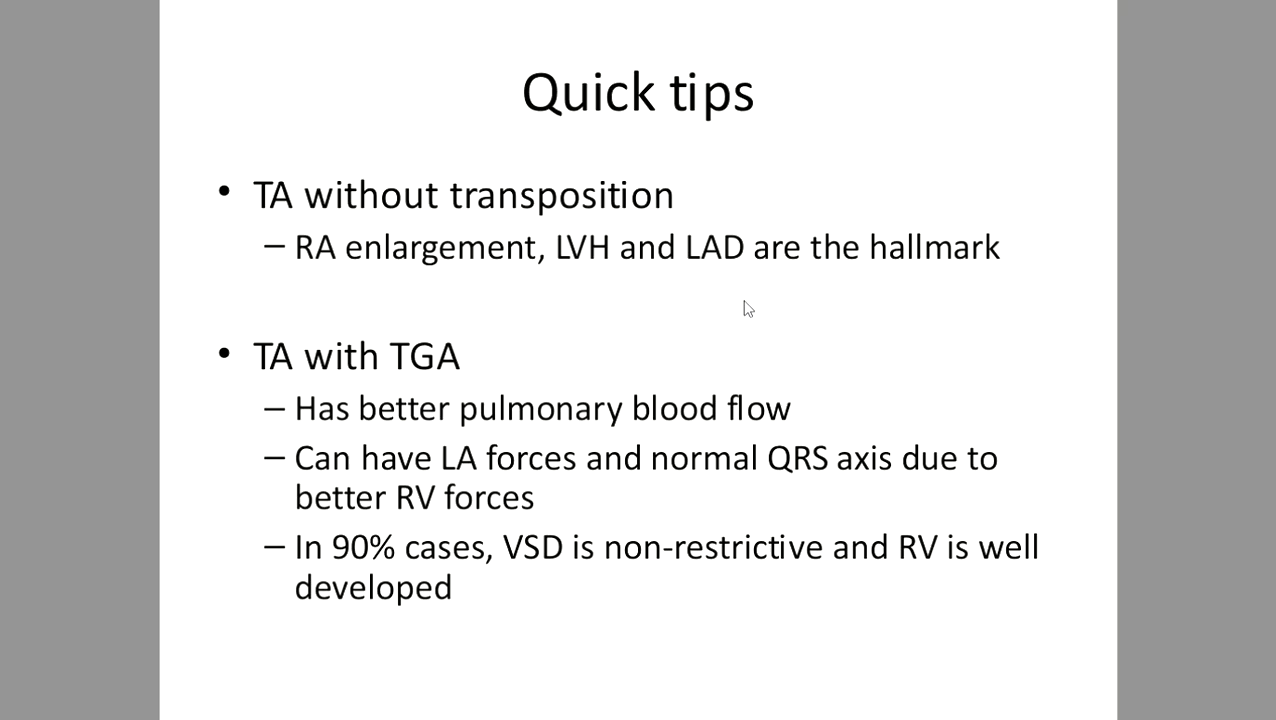 Quick tips
• TA without transposition
– RA enlargement, LVH and LAD are the hallmark
• TA with TGA
– Has better pulmonary blood flow
– Can have LA forces and normal QRS axis due to
better RV forces
– In 90% cases, VSD is non-restrictive and RV is well
developed